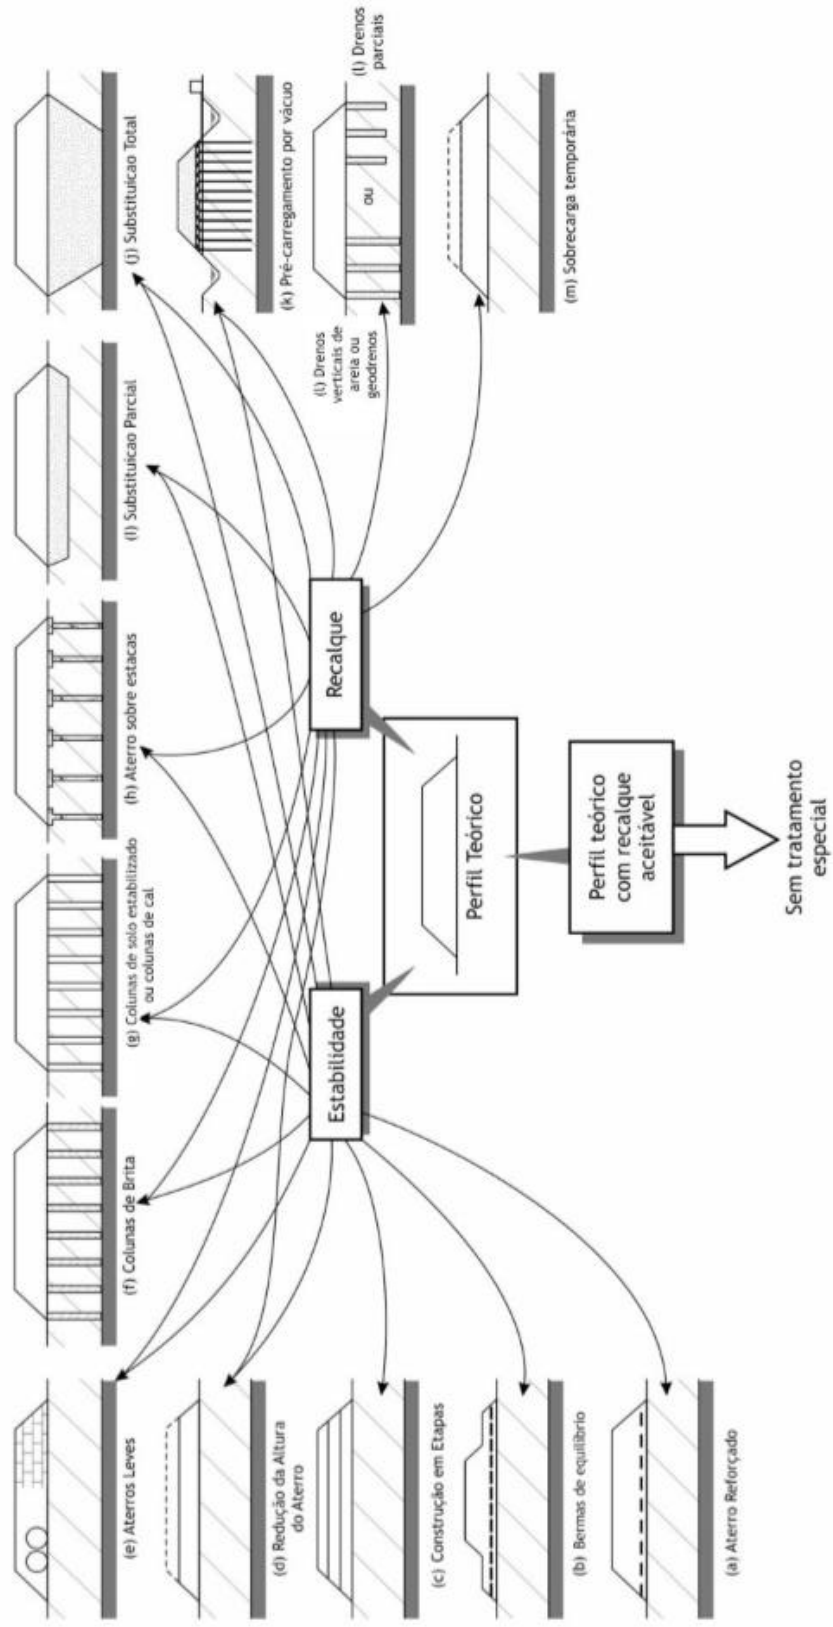 (e) Aterros Leves
(f) Colunas de Brita
(g) Colunas de solo estabilizado
ou colunas de cal
(h) Aterro sobre estacas
(I) Substituicao Parcial
(j) Substituicao Total
(d) Redução da Altura
do Aterro
(k) Pré-carregamento por vácuo
(c) Construção em Etapas
Estabilidade
Recalque
(l) Drenos
verticais de
areia ou
geodrenos
ou
(l) Drenos
parciais
(b) Bermas de equilíbrio
Perfil Teórico
(m) Sobrecarga temporária
(a) Aterro Reforçado
Perfil teórico
com recalque
aceitável
Sem tratamento
especial